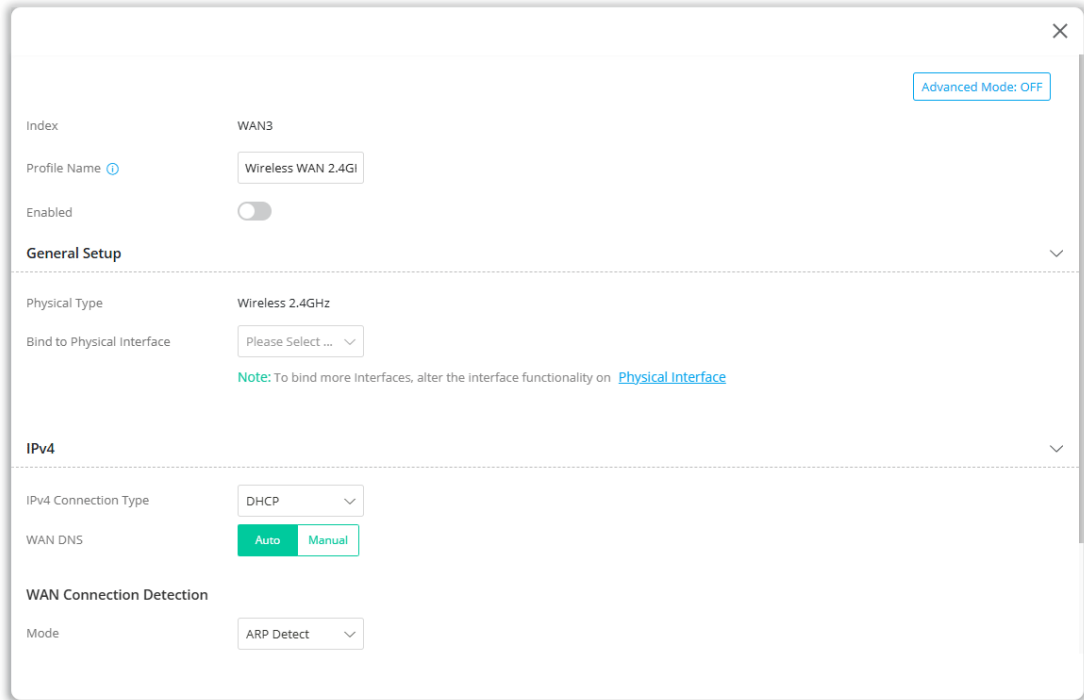 Advanced Mode: OFF
Index WAN3
Profile Name Wireless WAN 2.4G
Enabled
General Setup
Physical Type Wireless 2.4GHz
Bind to Physical Interface Please Select ...
Note: To bind more Interfaces, alter the interface functionality on Physical Interface
IPv4
IPv4 Connection Type DHCP
WAN DNS Auto Manual
WAN Connection Detection
Mode ARP Detect